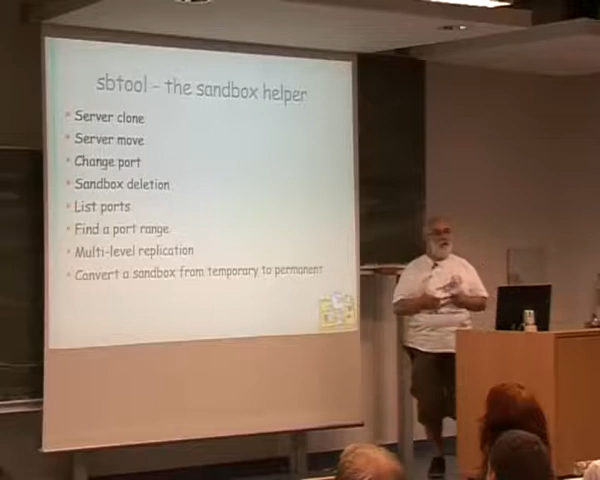 sbtool - the sandbox helper
Server clone
Server move
Change port
Sandbox deletion
List ports
Find a port range
Multi-level replication
Convert a sandbox from temporary to permanent